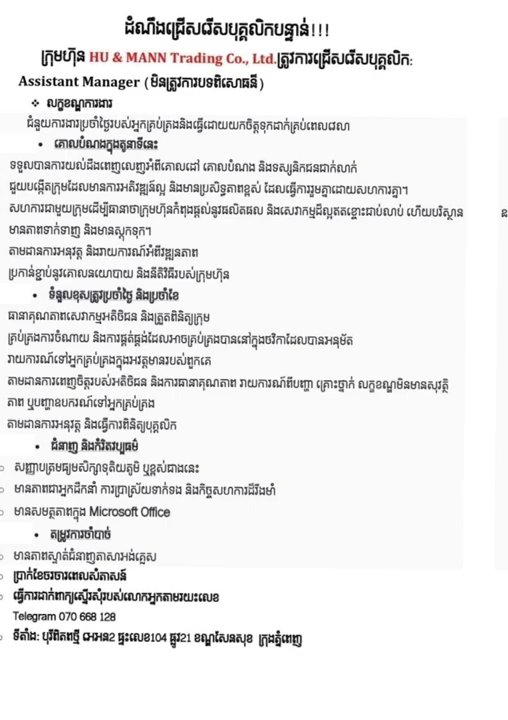 ដំណឹងជ្រើសរើសបុគ្គលិកបន្ទាន់!!!
ក្រុមហ៊ុន HU & MANN Trading Co., Ltd.ត្រូវការជ្រើសរើសបុគ្គលិក:
Assistant Manager (មិនត្រូវការបទពិសោធន៍)
❖ លក្ខខណ្ឌការងារ
ជំនួយការងារប្រចាំថ្ងៃរបស់អ្នកគ្រប់គ្រងនិងធ្វើដោយយកចិត្តទុកដាក់គ្រប់ពេលវេលា
• គោលបំណងក្នុងតួនាទីនេះ
ទទួលបានការយល់ដឹងពេញលេញអំពីគោលដៅ គោលបំណង និងទស្សនិកជនជាក់លាក់
ជួយបង្កើតក្រុមដែលមានការអភិវឌ្ឍន៍ល្អ និងមានប្រសិទ្ធភាពខ្ពស់ ដែលធ្វើការរួមគ្នាដោយសហការគ្នា។
សហការជាមួយក្រុមដើម្បីធានាថាក្រុមហ៊ុនកំពុងផ្តល់នូវផលិតផល និងសេវាកម្មដ៏ល្អឥតខ្ចោះជាប់លាប់ ហើយបរិស្ថាន
មានភាពទាក់ទាញ និងមានស្តុកទុក។
តាមដានការអនុវត្ត និងរាយការណ៍អំពីវឌ្ឍនភាព
ប្រកាន់ខ្ជាប់នូវគោលនយោបាយ និងនីតិវិធីរបស់ក្រុមហ៊ុន
• ទំនួលខុសត្រូវប្រចាំថ្ងៃ និងប្រចាំខែ
ធានាគុណភាពសេវាកម្មអតិថិជន និងត្រួតពិនិត្យក្រុម
គ្រប់គ្រងការចំណាយ និងការផ្គត់ផ្គង់ដែលអាចគ្រប់គ្រងបាននៅក្នុងថវិកាដែលបានអនុម័ត
រាយការណ៍ទៅអ្នកគ្រប់គ្រងក្នុងអវត្តមានរបស់ពួកគេ
តាមដានការពេញចិត្តរបស់អតិថិជន និងការធានាគុណភាព រាយការណ៍ពីបញ្ហា គ្រោះថ្នាក់ លក្ខខណ្ឌមិនមានសុវត្ថិ
ភាព ឬបញ្ហាឧបករណ៍ទៅអ្នកគ្រប់គ្រង
តាមដានការអនុវត្ត និងធ្វើការពិនិត្យបុគ្គលិក
• ជំនាញ និងកំរិតវប្បធម៌
○ សញ្ញាបត្រមធ្យមសិក្សាទុតិយភូមិ ឬខ្ពស់ជាងនេះ
○ មានភាពជាអ្នកដឹកនាំ ការប្រាស្រ័យទាក់ទង និងកិច្ចសហការដ៏រឹងមាំ
○ មានសមត្ថភាពក្នុង Microsoft Office
• តម្រូវការចាំបាច់
○ មានភាពស្ទាត់ជំនាញភាសាអង់គ្លេស
○ ប្រាក់ខែចរចារពេលសំភាសន៍
○ ធ្វើការដាក់ពាក្យស្នើរសុំរបស់លោកអ្នកតាមរយះលេខ
Telegram 070 668 128
○ ទីតាំង: បុរីពិភពថ្មី អេអន2 ផ្ទះលេខ104 ផ្លូវ21 ខណ្ឌសែនសុខ ក្រុងភ្នំពេញ